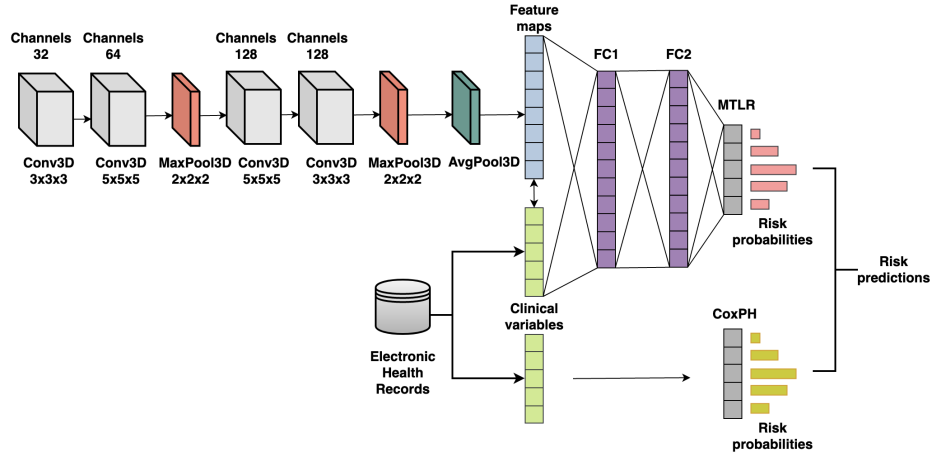 Channels
32
Channels
64
Channels
128
Channels
128
Feature
maps
FC1
FC2
MTLR
Conv3D
3x3x3
Conv3D
5x5x5
MaxPool3D
2x2x2
Conv3D
5x5x5
Conv3D
3x3x3
MaxPool3D
2x2x2
AvgPool3D
Risk
probabilities
Risk
predictions
Clinical
variables
CoxPH
Electronic
Health
Records
Risk
probabilities